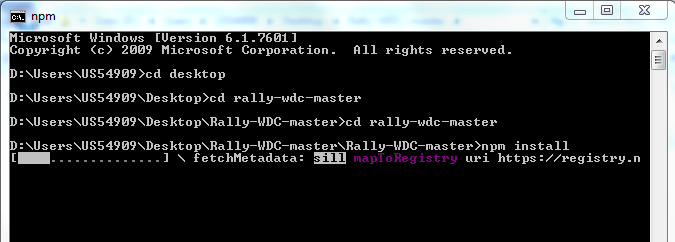 npm
Microsoft Windows [Version 6.1.7601]
Copyright (c) 2009 Microsoft Corporation.  All rights reserved.
D:\Users\US54909>cd desktop
D:\Users\US54909\Desktop>cd rally-wdc-master
D:\Users\US54909\Desktop\Rally-WDC-master>cd rally-wdc-master
D:\Users\US54909\Desktop\Rally-WDC-master\Rally-WDC-master>npm install
[    ..............] \ fetchMetadata: sill mapToRegistry uri https://registry.n